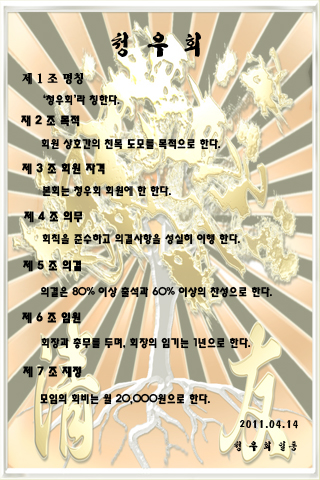 청우회
제 1 조 명칭
'청우회'라 칭한다.
제 2 조 목적
회원 상호간의 친목 도모를 목적으로 한다.
제 3 조 회원 자격
본회는 청우회 회원에 한 한다.
제 4 조 의무
회칙을 준수하고 의결사항을 성실히 이행 한다.
제 5 조 의결
의결은 80% 이상 출석과 60% 이상의 찬성으로 한다.
제 6 조 임원
회장과 총무를 두며, 회장의 임기는 1년으로 한다.
제 7 조 재정
모임의 회비는 월 20,000원으로 한다.
清 友
2011.04.14
청우회 일동